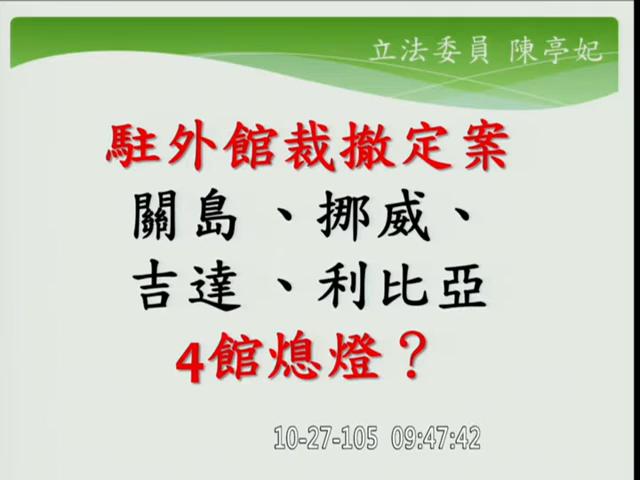 立法委員 陳亭妃
駐外館裁撤定案
關島、挪威、
吉達、利比亞
4館熄燈？
10-27-105 09:47:42